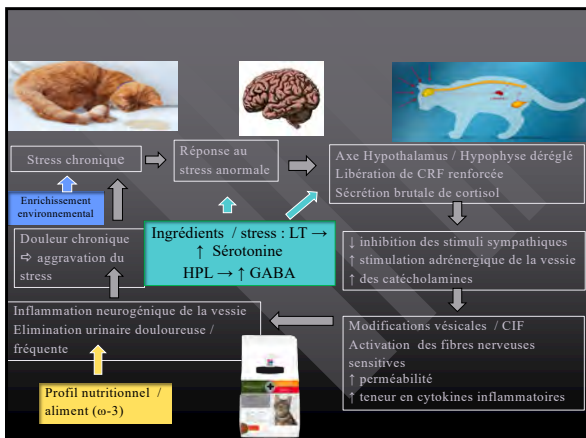 Stress chronique
Réponse au
stress anormale
Axe Hypothalamus / Hypophyse déréglé
Libération de CRF renforcée
Sécrétion brutale de cortisol
Enrichissement
environnemental
Ingrédients / stress : LT →
↑ Sérotonine
HPL → ↑ GABA
Douleur chronique
⇨ aggravation du
stress
↓ inhibition des stimuli sympathiques
↑ stimulation adrénergique de la vessie
↑ des catécholamines
Inflammation neurogénique de la vessie
Elimination urinaire douloureuse /
fréquente
Modifications vésicales / CIF
Activation des fibres nerveuses
sensitives
↑ perméabilité
↑ teneur en cytokines inflammatoires
Profil nutritionnel /
aliment (ω-3)